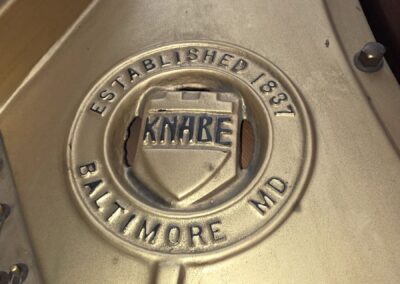 ESTABLISHED 1837
KNABE
BALTIMORE MD.